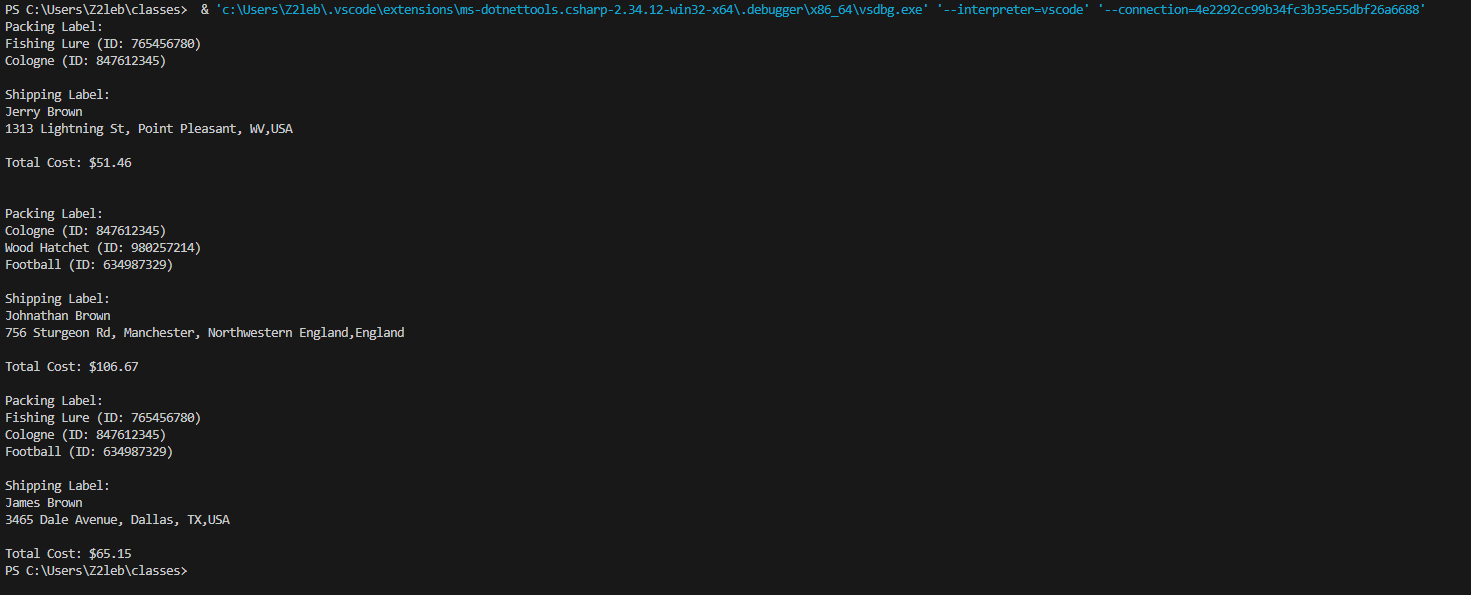 PS C:\Users\Z2leb\classes>  & 'c:\Users\Z2leb\.vscode\extensions\ms-dotnettools.csharp-2.34.12-win32-x64\.debugger\x86_64\vsdbg.exe' '--interpreter=vscode' '--connection=4e2292cc99b34fc3b35e55dbf26a6688'
Packing Label:
Fishing Lure (ID: 765456780)
Cologne (ID: 847612345)
Shipping Label:
Jerry Brown
1313 Lightning St, Point Pleasant, WV,USA
Total Cost: $51.46
Packing Label:
Cologne (ID: 847612345)
Wood Hatchet (ID: 980257214)
Football (ID: 634987329)
Shipping Label:
Johnathan Brown
756 Sturgeon Rd, Manchester, Northwestern England,England
Total Cost: $106.67
Packing Label:
Fishing Lure (ID: 765456780)
Cologne (ID: 847612345)
Football (ID: 634987329)
Shipping Label:
James Brown
3465 Dale Avenue, Dallas, TX,USA
Total Cost: $65.15
PS C:\Users\Z2leb\classes>